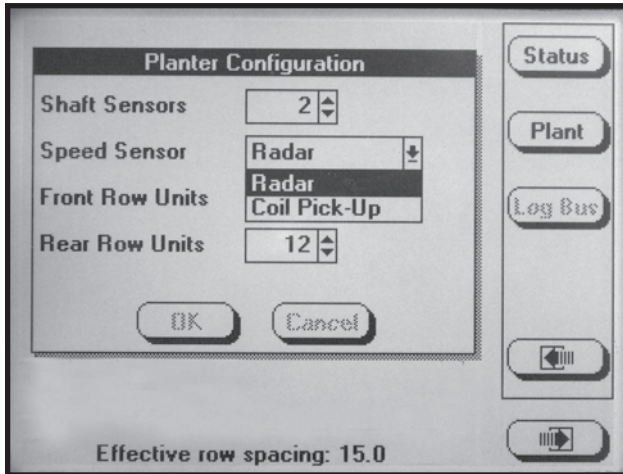 Planter Configuration
Shaft Sensors 2
Speed Sensor Radar
Radar
Front Row Units
Coil Pick-Up
Rear Row Units 12
OK Cancel
Effective row spacing: 15.0
Status
Plant
Log Bus